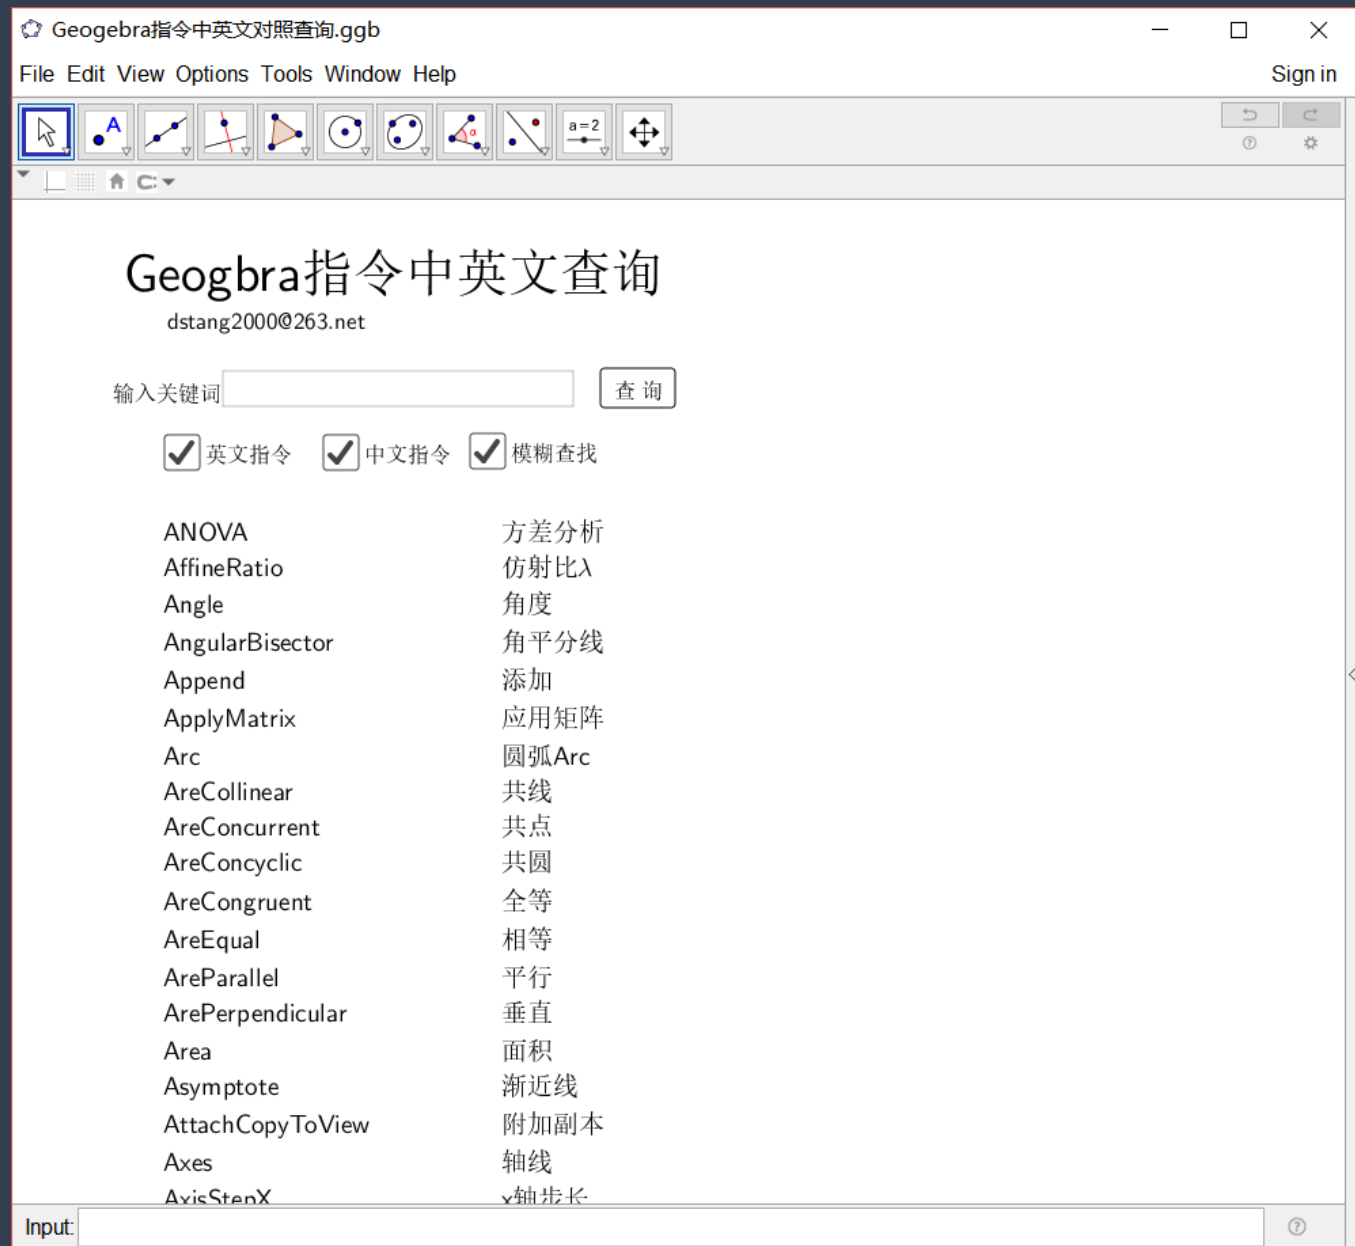 Geogebra指令中英文对照查询.ggb
File Edit View Options Tools Window Help Sign in
A α a=2
Geogbra指令中英文查询
dstang2000@263.net
输入关键词 查 询
英文指令 中文指令 模糊查找
ANOVA 方差分析
AffineRatio 仿射比λ
Angle 角度
AngularBisector 角平分线
Append 添加
ApplyMatrix 应用矩阵
Arc 圆弧Arc
AreCollinear 共线
AreConcurrent 共点
AreConcyclic 共圆
AreCongruent 全等
AreEqual 相等
AreParallel 平行
ArePerpendicular 垂直
Area 面积
Asymptote 渐近线
AttachCopyToView 附加副本
Axes 轴线
AxisStepX x轴步长
Input: